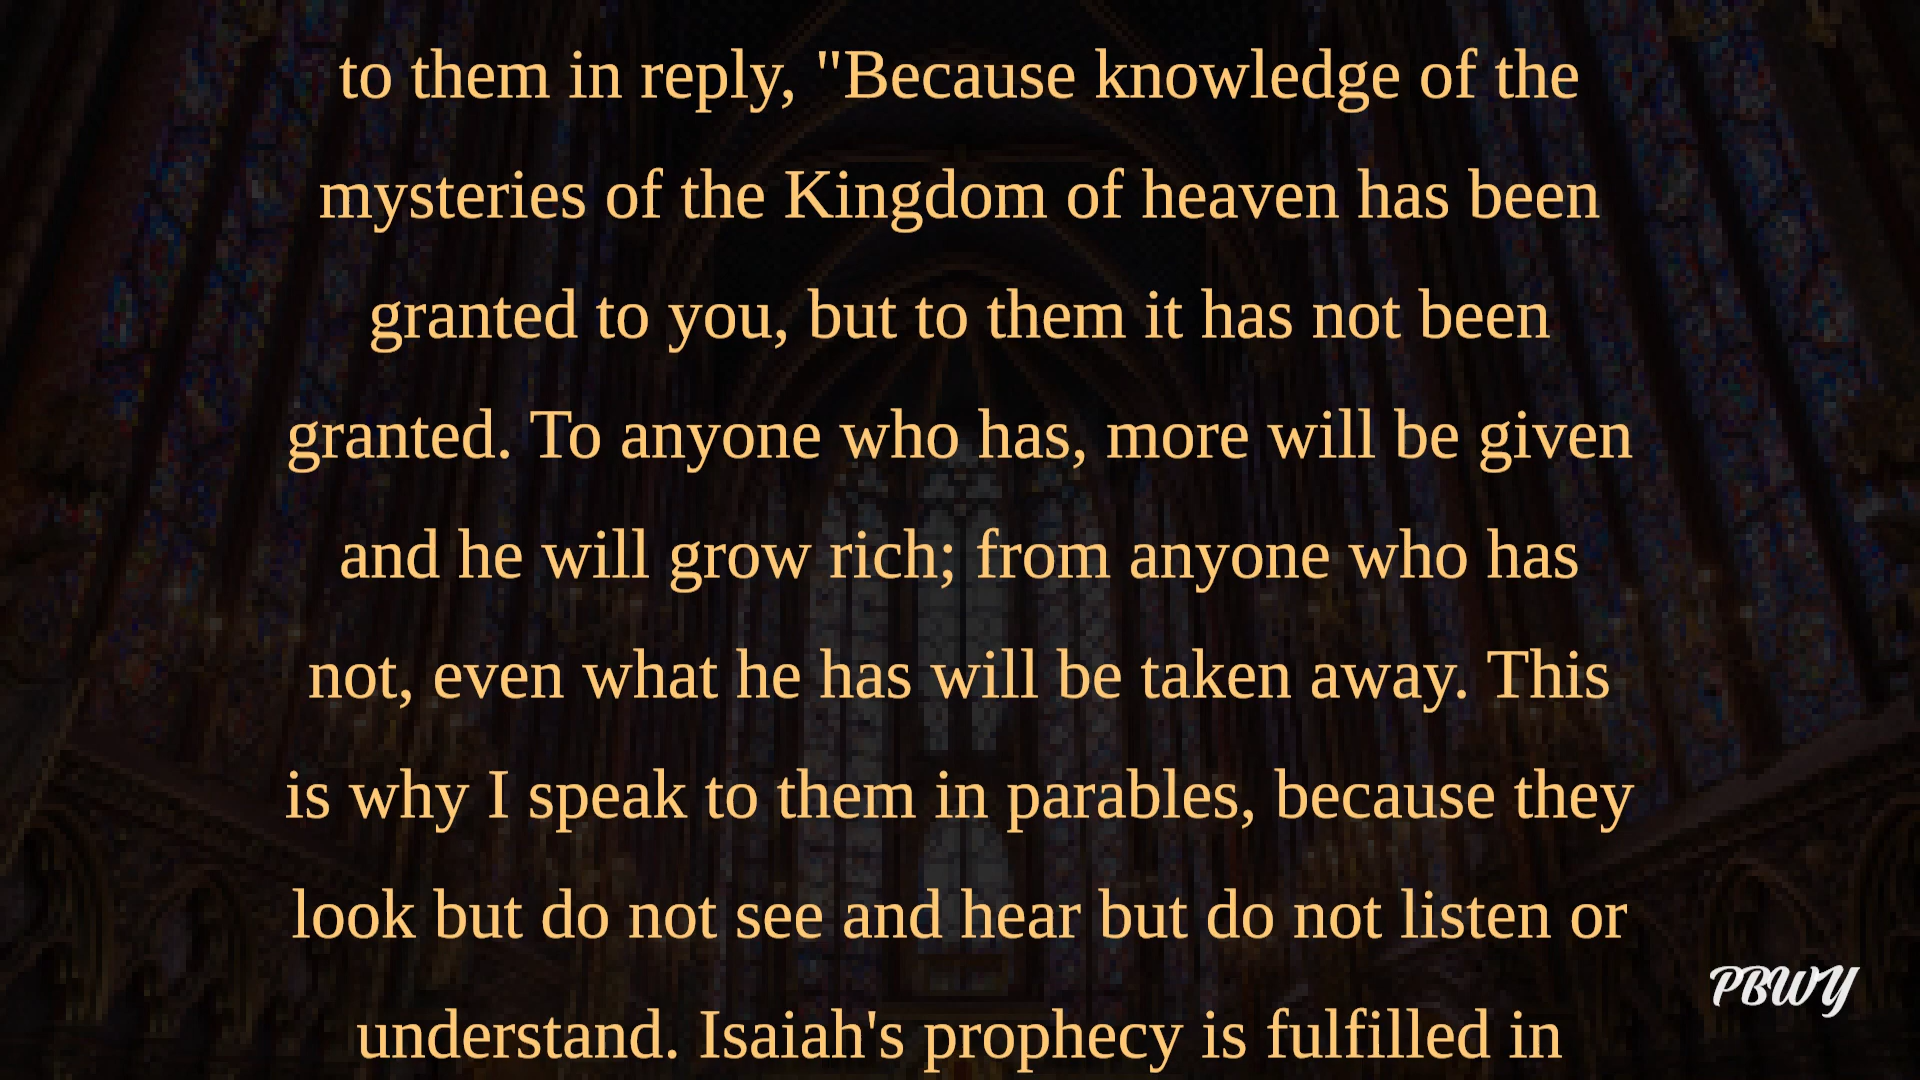 to them in reply, "Because knowledge of the
mysteries of the Kingdom of heaven has been
granted to you, but to them it has not been
granted. To anyone who has, more will be given
and he will grow rich; from anyone who has
not, even what he has will be taken away. This
is why I speak to them in parables, because they
look but do not see and hear but do not listen or
understand. Isaiah's prophecy is fulfilled in
PBWY